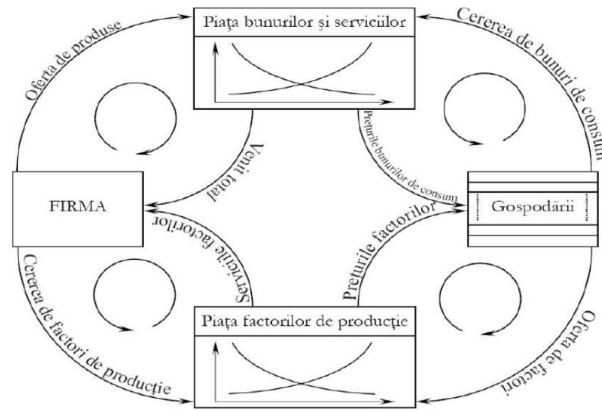 Piața bunurilor și serviciilor
Oferta de produse
Cererea de bunuri de consum
Venit total
Prețurile bunurilor de consum
FIRMA
Gospodării
Serviciile factorilor
Prețurile factorilor
Cererea de factori de producție
Piața factorilor de producție
Oferta de factori